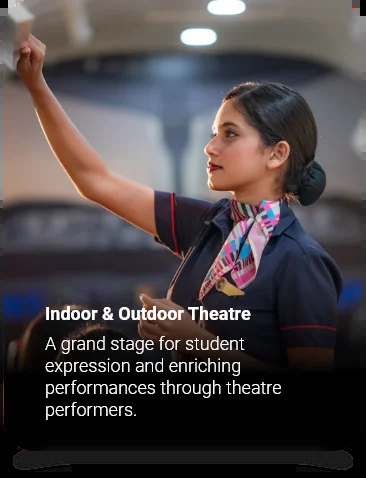 Indoor & Outdoor Theatre
A grand stage for student
expression and enriching
performances through theatre
performers.